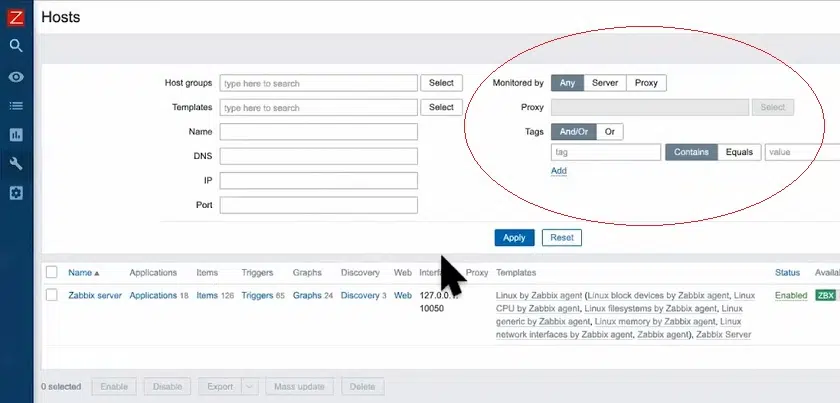 Z
Hosts
Host groups type here to search Select
Templates type here to search Select
Name
DNS
IP
Port
Monitored by Any Server Proxy
Proxy Select
Tags And/Or Or
tag Contains Equals value
Add
Apply Reset
Name Applications Items Triggers Graphs Discovery Web Proxy Templates Status
Zabbix server Applications 18 Items 126 Triggers 65 Graphs 24 Discovery 3 Web 127.0.0.1: Linux by Zabbix agent (Linux block devices by Zabbix agent, Linux Enabled ZBX
10050 CPU by Zabbix agent, Linux filesystems by Zabbix agent, Linux
generic by Zabbix agent, Linux memory by Zabbix agent, Linux
network interfaces by Zabbix agent, Zabbix agent), Zabbix Server
0 selected Enable Disable Export Mass update Delete